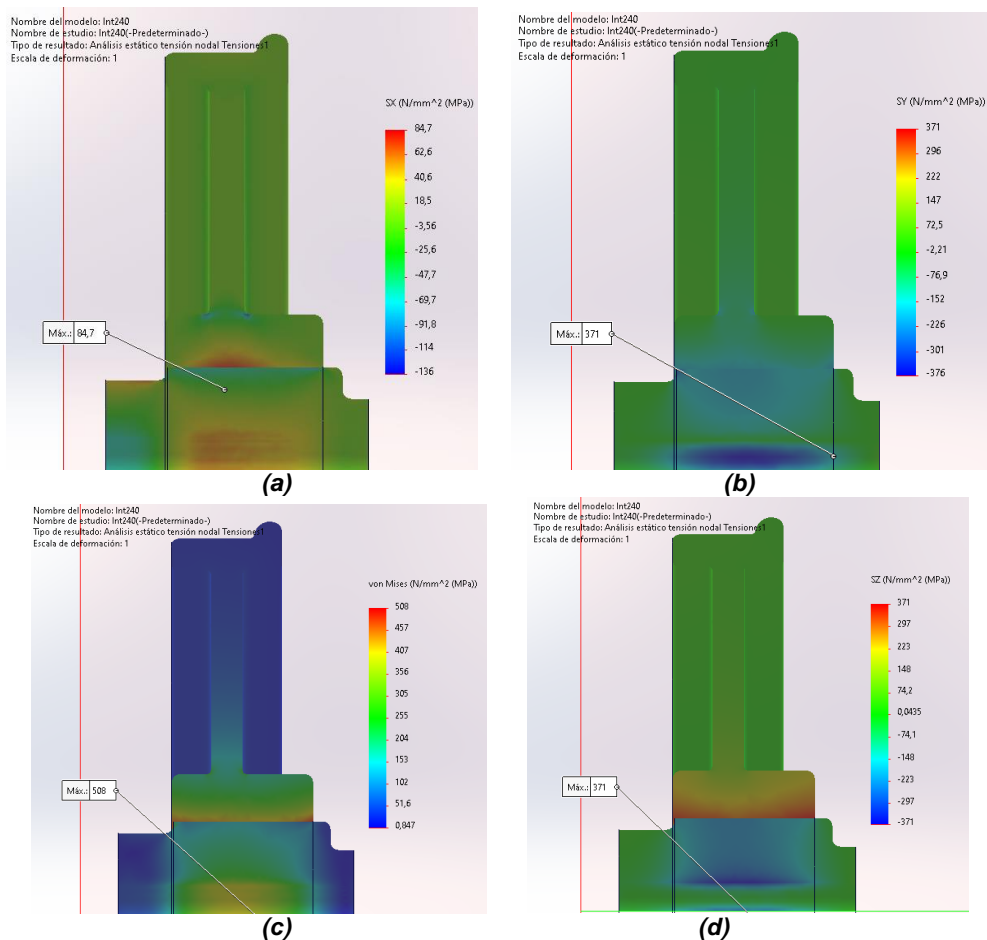 Nombre del modelo: Int240
Nombre de estudio: Int240(-Predeterminado-)
Tipo de resultado: Análisis estático tensión nodal Tensiones1
Escala de deformación: 1
SX (N/mm^2 (MPa))
84,7
62,6
40,6
18,5
-3,56
-25,6
-47,7
-69,7
-91,8
-114
-136
Máx.: 84,7
(a)
Nombre del modelo: Int240
Nombre de estudio: Int240(-Predeterminado-)
Tipo de resultado: Análisis estático tensión nodal Tensiones1
Escala de deformación: 1
SY (N/mm^2 (MPa))
371
296
222
147
72,5
-2,21
-76,9
-152
-226
-301
-376
Máx.: 371
(b)
Nombre del modelo: Int240
Nombre de estudio: Int240(-Predeterminado-)
Tipo de resultado: Análisis estático tensión nodal Tensiones1
Escala de deformación: 1
von Mises (N/mm^2 (MPa))
508
457
407
356
305
255
204
153
102
51,6
0,847
Máx.: 508
(c)
Nombre del modelo: Int240
Nombre de estudio: Int240(-Predeterminado-)
Tipo de resultado: Análisis estático tensión nodal Tensiones1
Escala de deformación: 1
SZ (N/mm^2 (MPa))
371
297
223
148
74,2
0,0435
-74,1
-148
-223
-297
-371
Máx.: 371
(d)